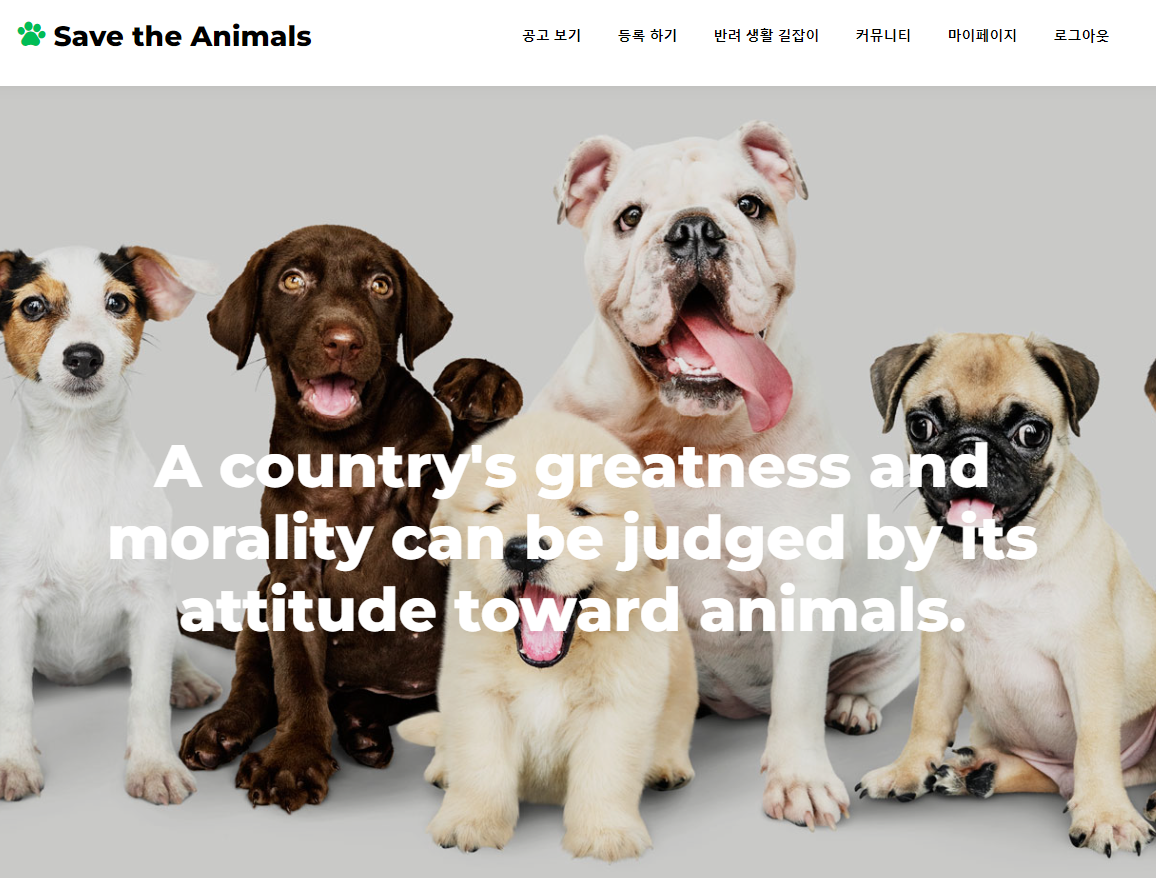 Save the Animals
공고 보기 등록 하기 반려 생활 길잡이 커뮤니티 마이페이지 로그아웃
A country's greatness and
morality can be judged by its
attitude toward animals.